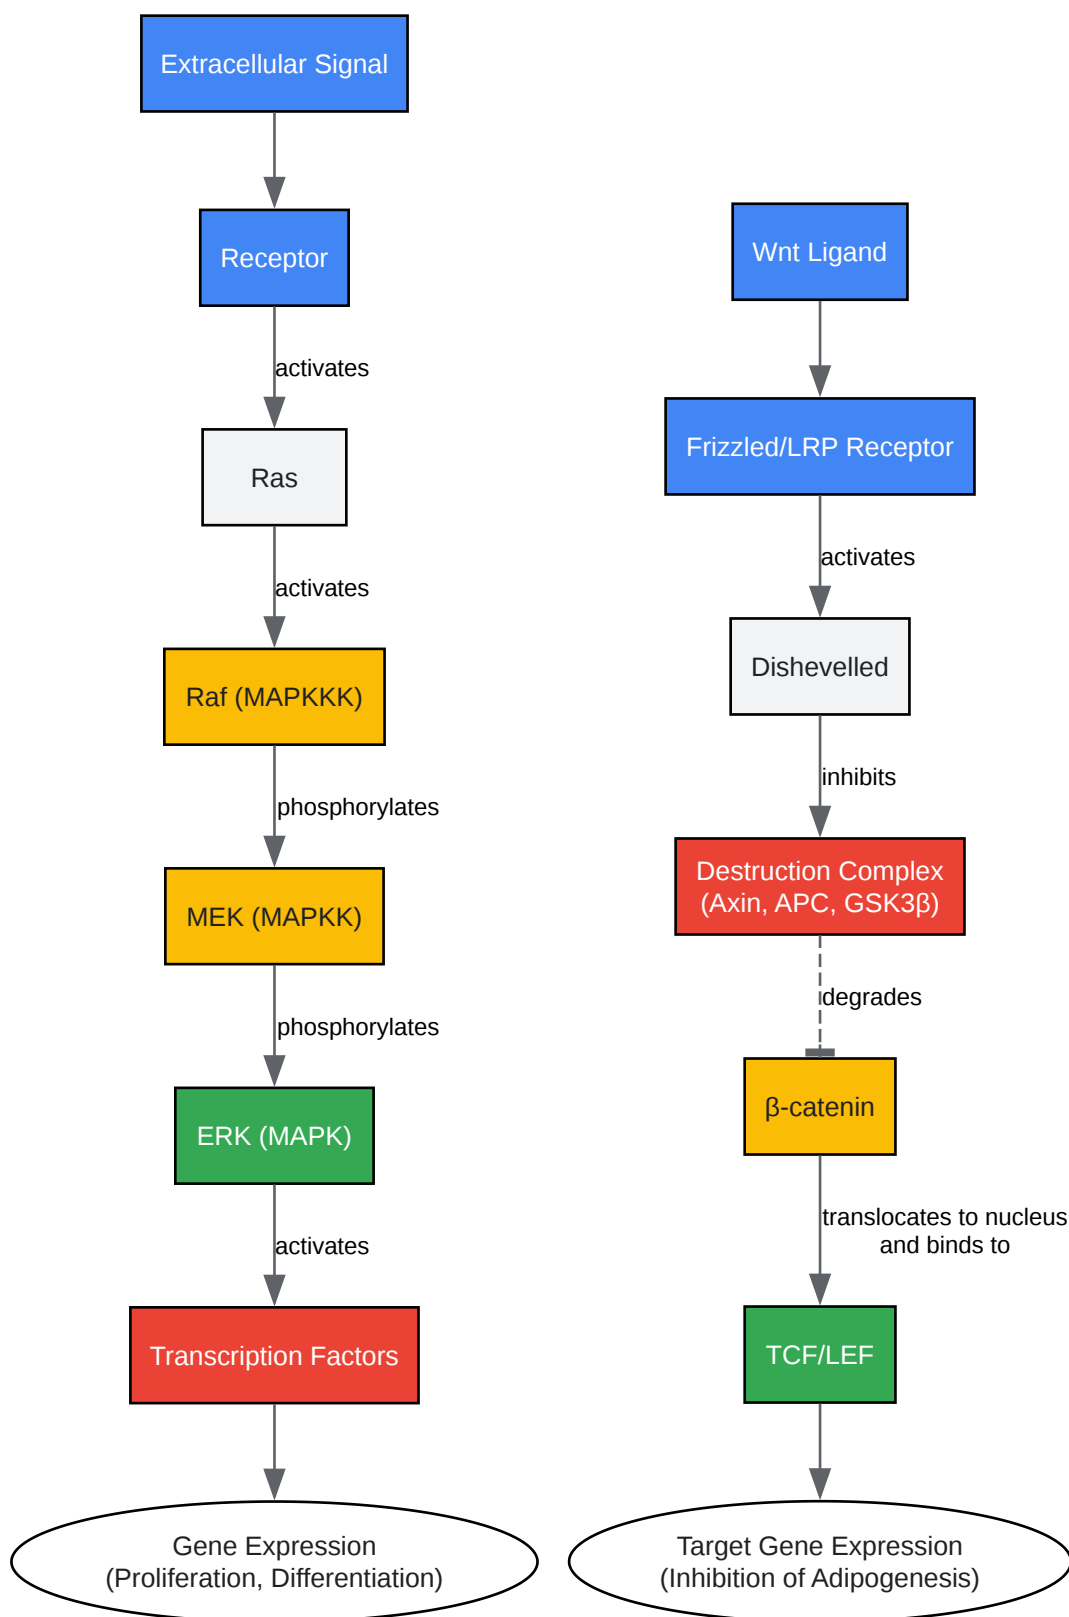 Extracellular Signal
Receptor
activates
Ras
activates
Raf (MAPKKK)
phosphorylates
MEK (MAPKK)
phosphorylates
ERK (MAPK)
activates
Transcription Factors
Gene Expression
(Proliferation, Differentiation)
Wnt Ligand
Frizzled/LRP Receptor
activates
Dishevelled
inhibits
Destruction Complex
(Axin, APC, GSK3β)
degrades
β-catenin
translocates to nucleus
and binds to
TCF/LEF
Target Gene Expression
(Inhibition of Adipogenesis)